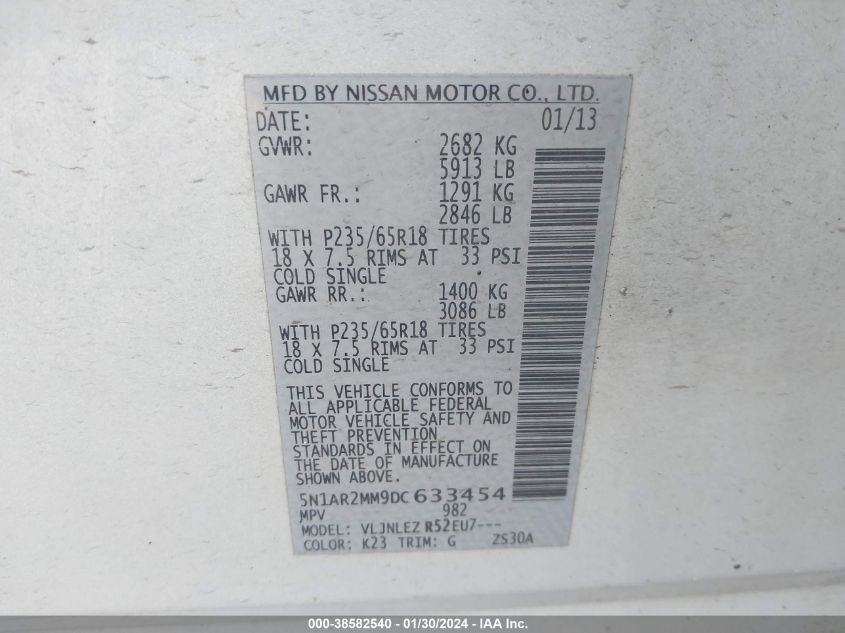 MFD BY NISSAN MOTOR CO., LTD.
DATE: 01/13
GVWR: 2682 KG
5913 LB
GAWR FR.: 1291 KG
2846 LB
WITH P235/65R18 TIRES
18 X 7.5 RIMS AT 33 PSI
COLD SINGLE
GAWR RR.: 1400 KG
3086 LB
WITH P235/65R18 TIRES
18 X 7.5 RIMS AT 33 PSI
COLD SINGLE
THIS VEHICLE CONFORMS TO
ALL APPLICABLE FEDERAL
MOTOR VEHICLE SAFETY AND
THEFT PREVENTION
STANDARDS IN EFFECT ON
THE DATE OF MANUFACTURE
SHOWN ABOVE.
5N1AR2MM9DC633454
MPV 982
MODEL: VLJNLEZ R52EU7---
COLOR: K23 TRIM: G ZS30A
000-38582540 - 01/30/2024 - IAA Inc.